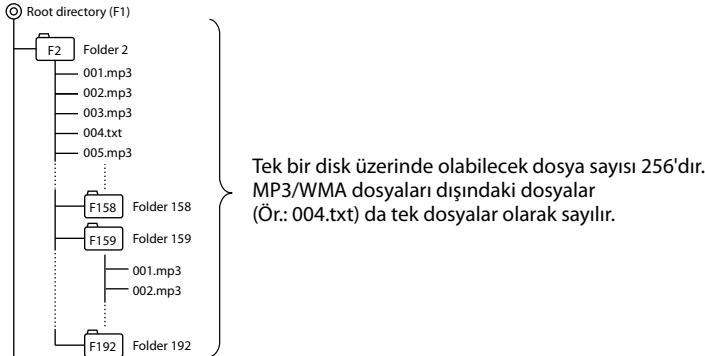 Root directory (F1)
F2 Folder 2
001.mp3
002.mp3
003.mp3
004.txt
005.mp3
F158 Folder 158
F159 Folder 159
001.mp3
002.mp3
F192 Folder 192
Tek bir disk üzerinde olabilecek dosya sayısı 256'dır.
MP3/WMA dosyaları dışındaki dosyalar
(Ör.: 004.txt) da tek dosyalar olarak sayılır.